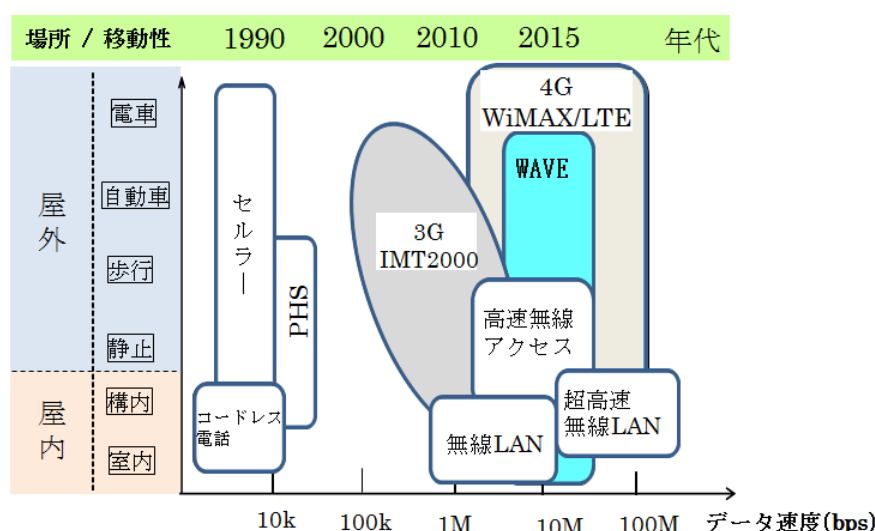 場所 / 移動性 1990 2000 2010 2015 年代
屋外
電車
自動車
歩行
静止
屋内
構内
室内
セルラー
PHS
コードレス
電話
3G
IMT2000
4G
WiMAX/LTE
WAVE
高速無線
アクセス
無線LAN
超高速
無線LAN
10k 100k 1M 10M 100M データ速度(bps)